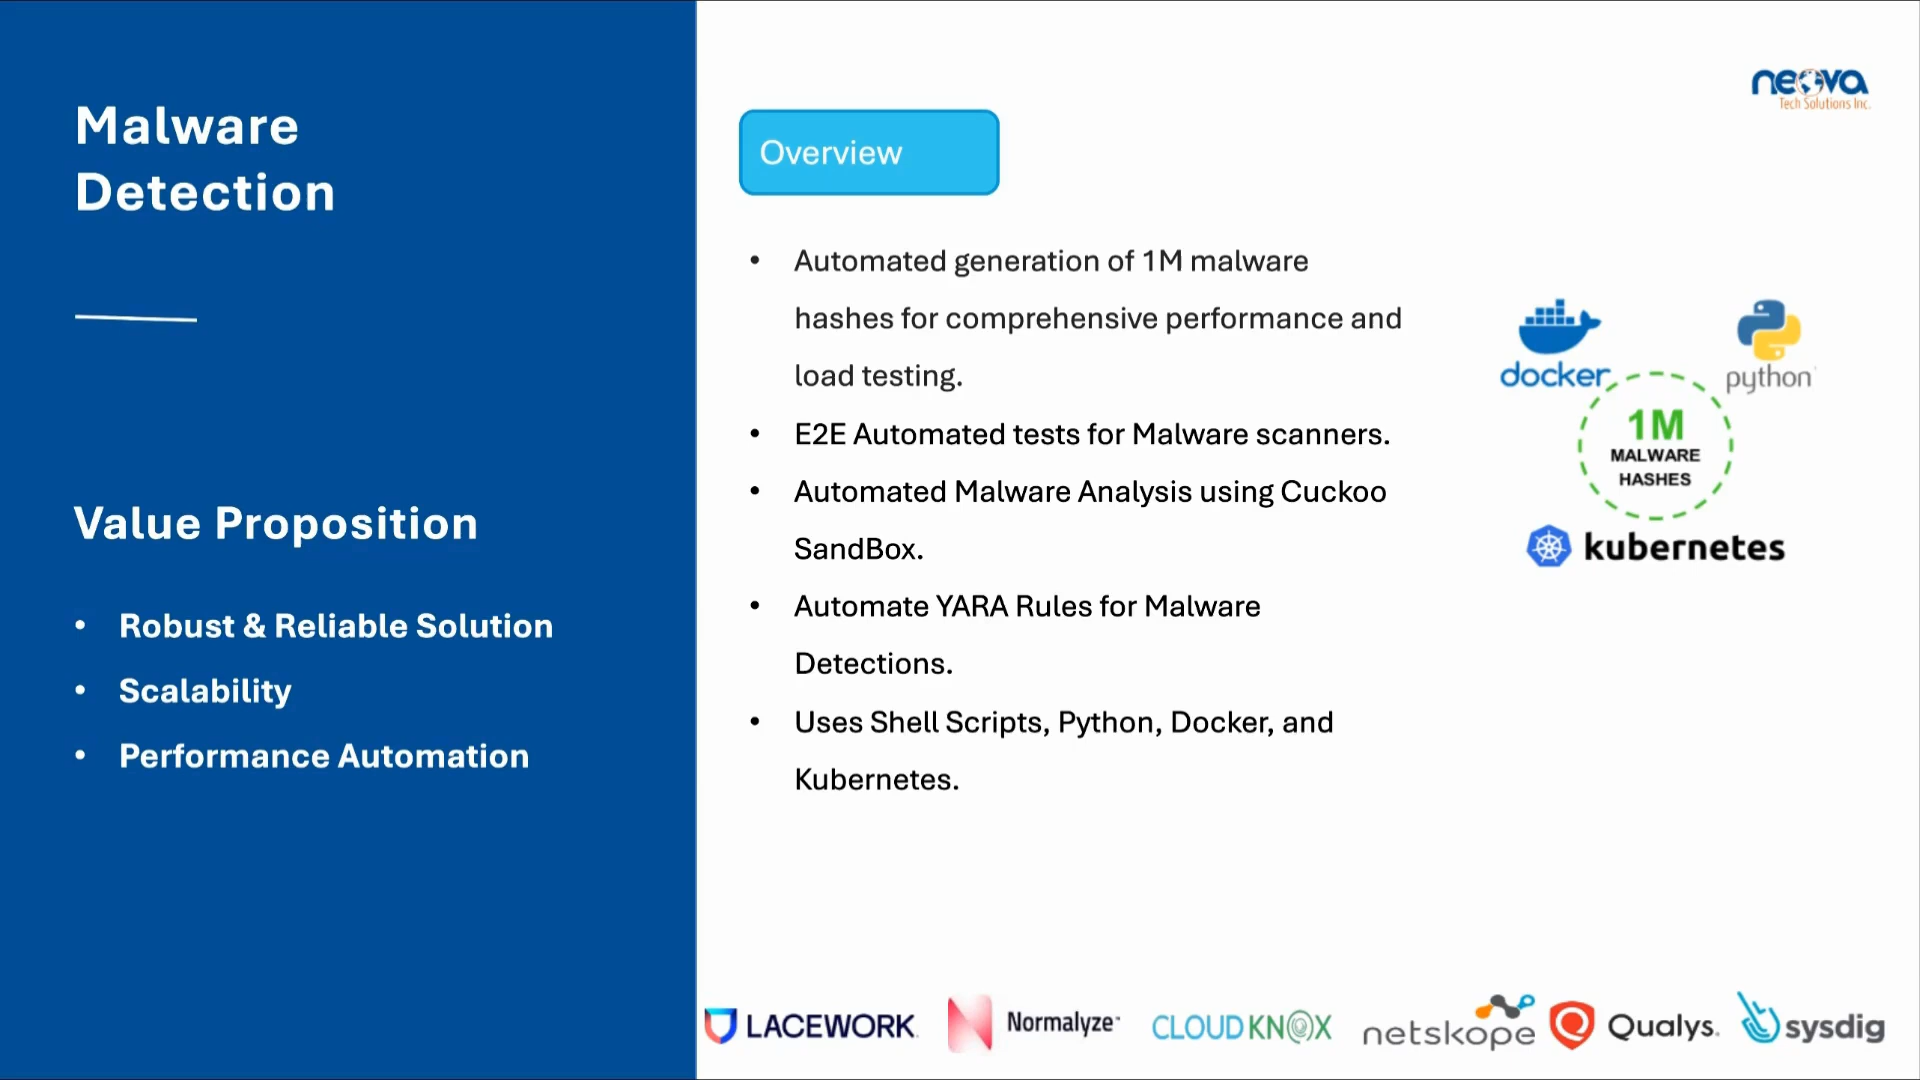 Malware
Detection
Value Proposition
• Robust & Reliable Solution
• Scalability
• Performance Automation
neova
Tech Solutions Inc.
Overview
• Automated generation of 1M malware
hashes for comprehensive performance and
load testing.
• E2E Automated tests for Malware scanners.
• Automated Malware Analysis using Cuckoo
SandBox.
• Automate YARA Rules for Malware
Detections.
• Uses Shell Scripts, Python, Docker, and
Kubernetes.
docker
python
1M
MALWARE
HASHES
kubernetes
LACEWORK
Normalyze™
CLOUDKNOX
netskope
Qualys.
sysdig